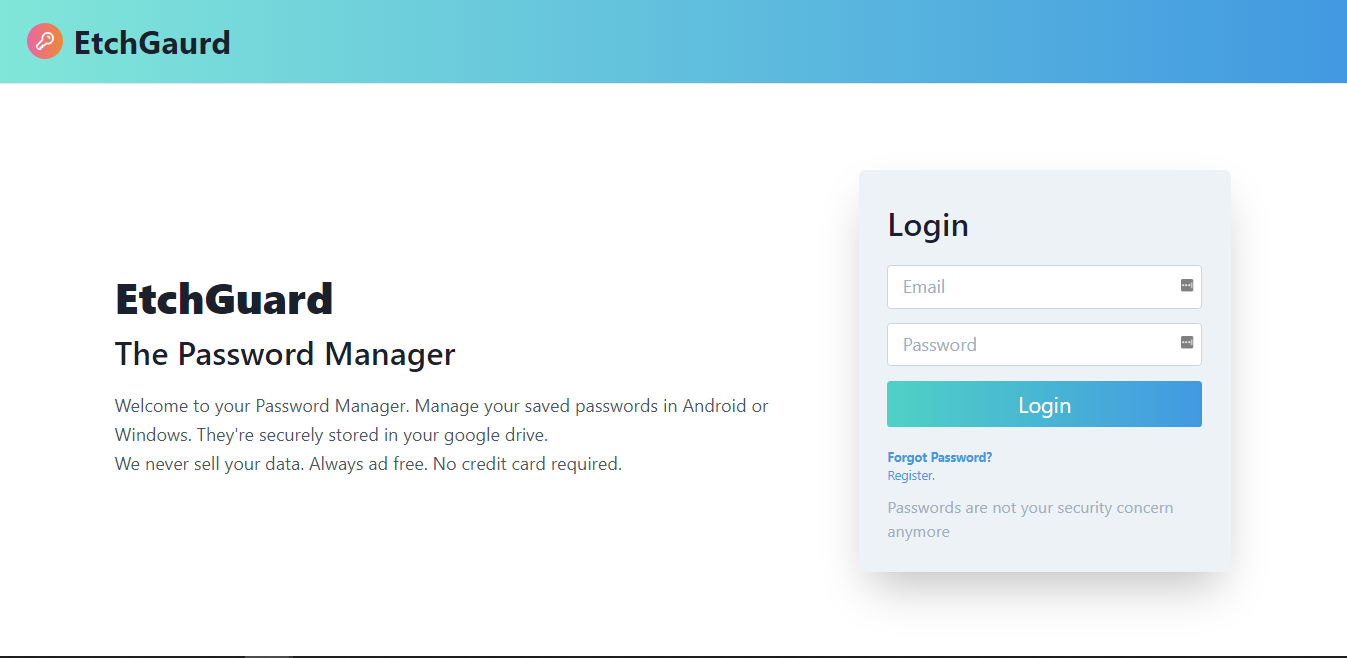 EtchGaurd
EtchGuard
The Password Manager
Welcome to your Password Manager. Manage your saved passwords in Android or
Windows. They're securely stored in your google drive.
We never sell your data. Always ad free. No credit card required.
Login
Email
Password
Login
Forgot Password?
Register.
Passwords are not your security concern
anymore